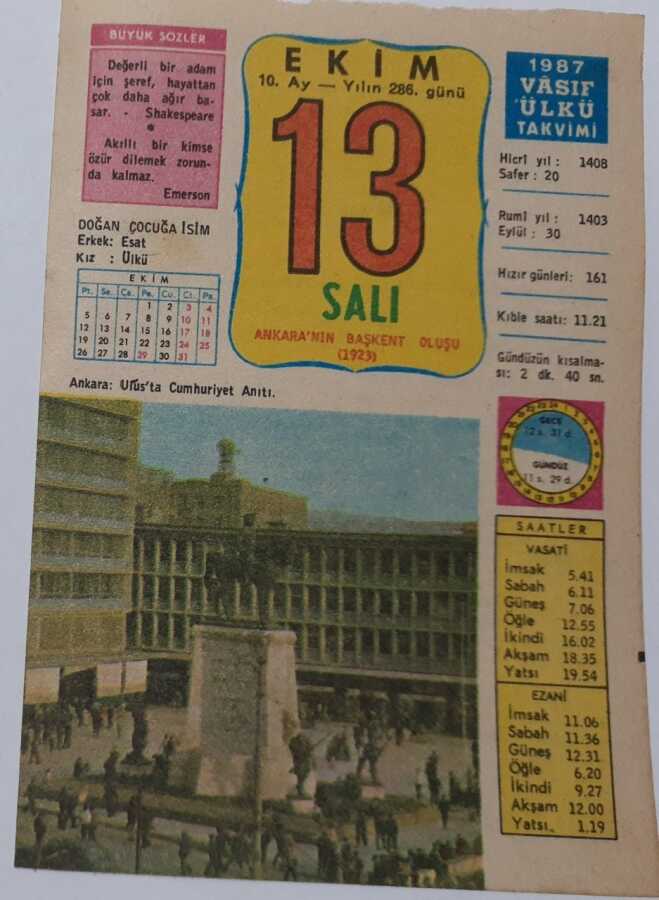 BÜYÜK SÖZLER
Değerli bir adam
için şeref, hayattan
çok daha ağır ba-
sar. - Shakespeare
Akıllı bir kimse
özür dilemek zorun-
da kalmaz.
Emerson
DOĞAN ÇOCUĞA İSİM
Erkek: Esat
Kız : Ülkü
EKİM
Pt. Sa. Ça. Pe. Cu. Ct. Pa.
1 2 3 4
5 6 7 8 9 10 11
12 13 14 15 16 17 18
19 20 21 22 23 24 25
26 27 28 29 30 31
EKİM
10. Ay — Yılın 286. günü
13
SALI
ANKARA'NIN BAŞKENT OLUŞU
(1923)
1987
VÂSIF
ÜLKÜ
TAKVİMİ
Hicrî yıl : 1408
Safer : 20
Rumî yıl : 1403
Eylül : 30
Hızır günleri: 161
Kıble saati: 11.21
Gündüzün kısalma-
sı: 2 dk. 40 sn.
Ankara: Ulus'ta Cumhuriyet Anıtı.
GECE
12 s. 31 d.
GÜNDÜZ
11 s. 29 d.
SAATLER
VASATİ
İmsak 5.41
Sabah 6.11
Güneş 7.06
Öğle 12.55
İkindi 16.02
Akşam 18.35
Yatsı 19.54
EZANİ
İmsak 11.06
Sabah 11.36
Güneş 12.31
Öğle 6.20
İkindi 9.27
Akşam 12.00
Yatsı 1.19